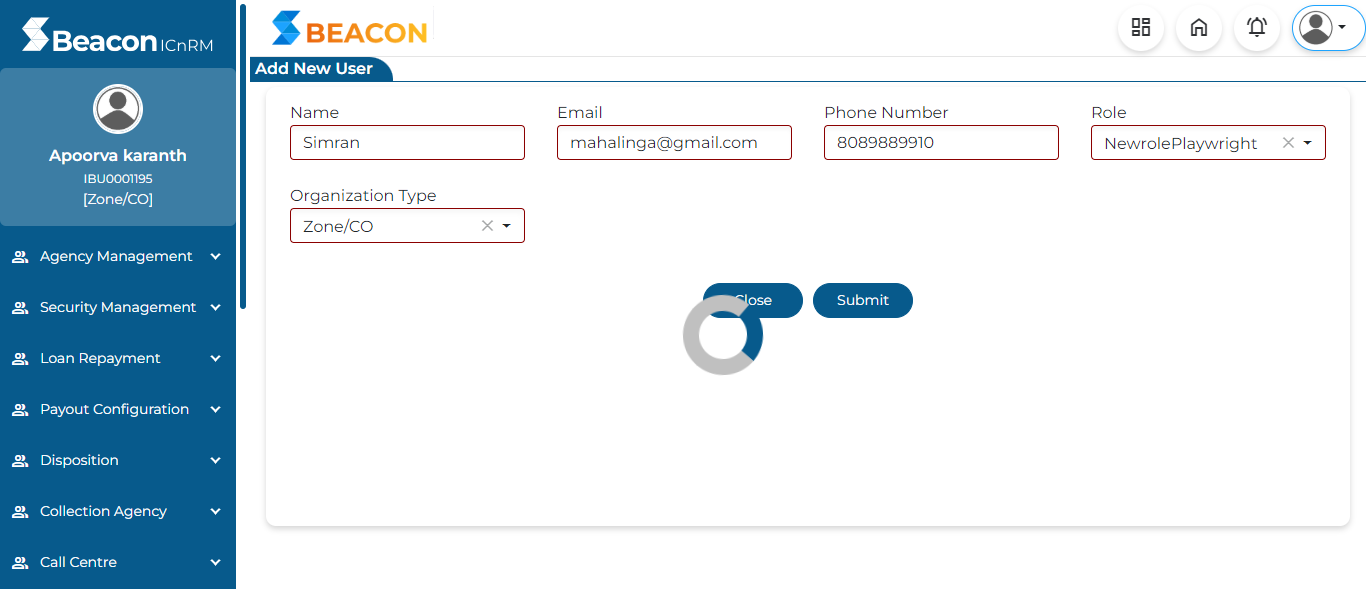 Beacon ICnRM
BEACON
Add New User
Apoorva karanth
IBU0001195
[Zone/CO]
Agency Management
Security Management
Loan Repayment
Payout Configuration
Disposition
Collection Agency
Call Centre
Name
Simran
Email
mahalinga@gmail.com
Phone Number
8089889910
Role
NewrolePlaywright
Organization Type
Zone/CO
Close
Submit